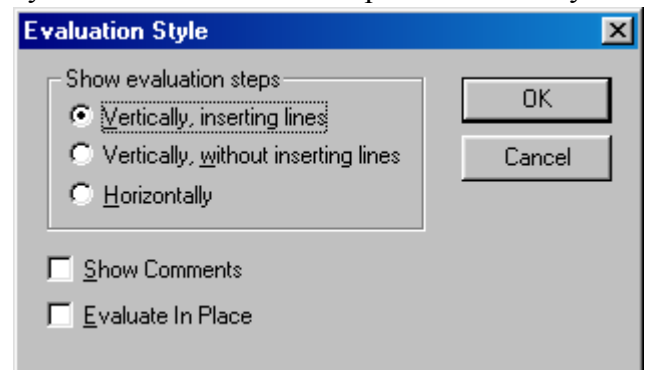 Evaluation Style
Show evaluation steps
Vertically, inserting lines
Vertically, without inserting lines
Horizontally
OK
Cancel
Show Comments
Evaluate In Place